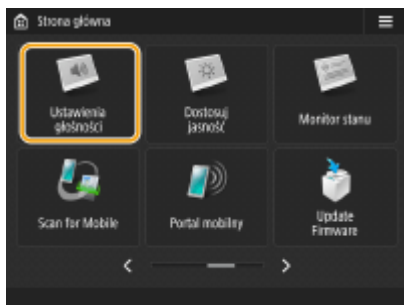 Strona główna
Ustawienia
głośności
Dostosuj
jasność
Monitor stanu
Scan for Mobile
Portal mobilny
Update
Firmware